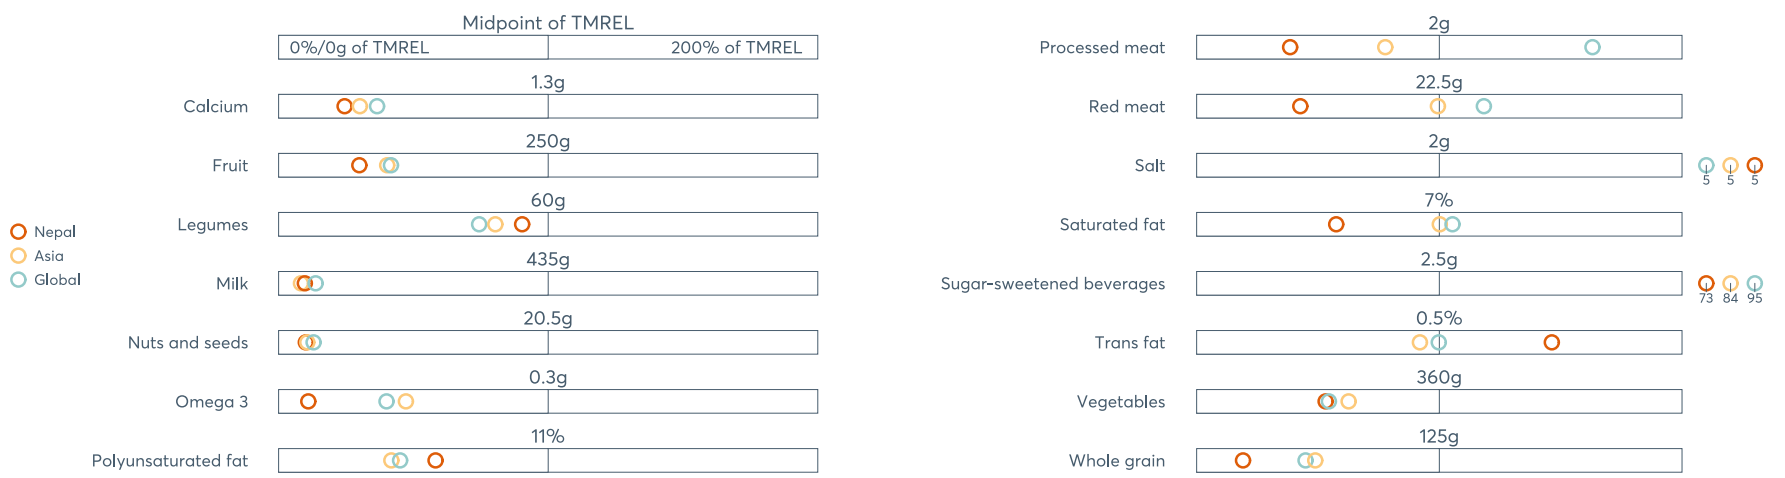 Midpoint of TMREL
0%/0g of TMREL 200% of TMREL
1.3g
Calcium
250g
Fruit
60g
Legumes
435g
Milk
20.5g
Nuts and seeds
0.3g
Omega 3
11%
Polyunsaturated fat
Nepal
Asia
Global
2g
Processed meat
22.5g
Red meat
2g
Salt
5 5 5
7%
Saturated fat
2.5g
Sugar-sweetened beverages
73 84 95
0.5%
Trans fat
360g
Vegetables
125g
Whole grain